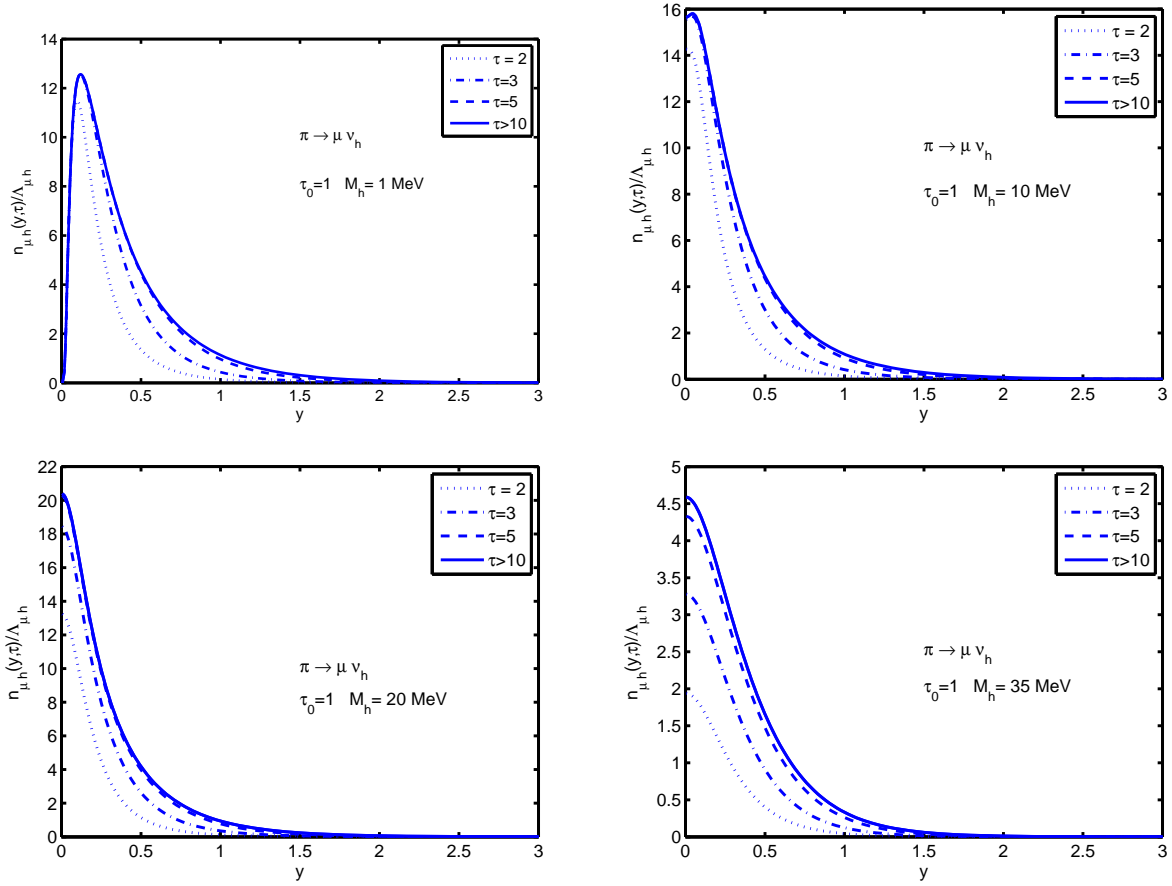 14
12
10
8
6
4
2
0
n_{μ h}(y,τ)/Λ_{μ h}
0 0.5 1 1.5 2 2.5 3
y
τ = 2
τ=3
τ=5
τ>10
π → μ ν_h
τ_0=1 M_h= 1 MeV
16
14
12
10
8
6
4
2
0
n_{μ h}(y,τ)/Λ_{μ h}
0 0.5 1 1.5 2 2.5 3
y
τ = 2
τ=3
τ=5
τ>10
π → μ ν_h
τ_0=1 M_h= 10 MeV
22
20
18
16
14
12
10
8
6
4
2
0
n_{μ h}(y,τ)/Λ_{μ h}
0 0.5 1 1.5 2 2.5 3
y
τ = 2
τ=3
τ=5
τ>10
π → μ ν_h
τ_0=1 M_h= 20 MeV
5
4.5
4
3.5
3
2.5
2
1.5
1
0.5
0
n_{μ h}(y,τ)/Λ_{μ h}
0 0.5 1 1.5 2 2.5 3
y
τ = 2
τ=3
τ=5
τ>10
π → μ ν_h
τ_0=1 M_h= 35 MeV